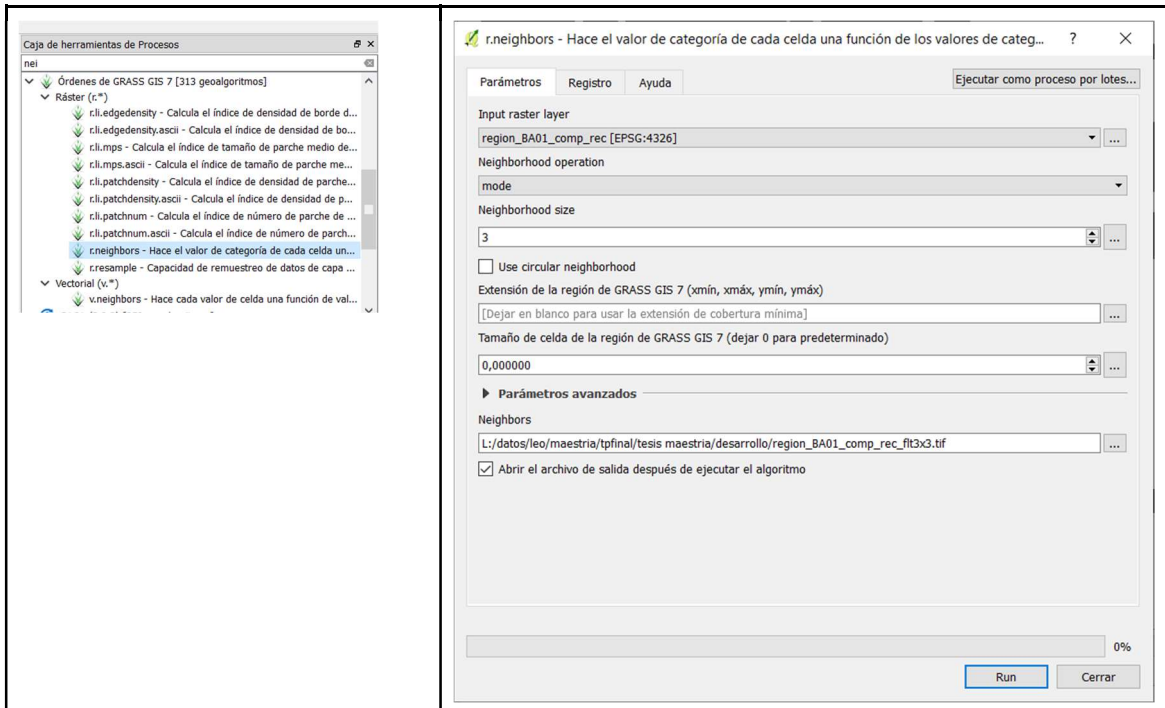 Caja de herramientas de Procesos
nei
Órdenes de GRASS GIS 7 [313 geoalgoritmos]
Ráster (r.*)
r.li.edgedensity - Calcula el índice de densidad de borde d...
r.li.edgedensity.ascii - Calcula el índice de densidad de bo...
r.li.mps - Calcula el índice de tamaño de parche medio de...
r.li.mps.ascii - Calcula el índice de tamaño de parche me...
r.li.patchdensity - Calcula el índice de densidad de parche...
r.li.patchdensity.ascii - Calcula el índice de densidad de p...
r.li.patchnum - Calcula el índice de número de parche de ...
r.li.patchnum.ascii - Calcula el índice de número de parch...
r.neighbors - Hace el valor de categoría de cada celda un...
r.resample - Capacidad de remuestreo de datos de capa ...
Vectorial (v.*)
v.neighbors - Hace cada valor de celda una función de val...
r.neighbors - Hace el valor de categoría de cada celda una función de los valores de categ...
Parámetros Registro Ayuda Ejecutar como proceso por lotes...
Input raster layer
region_BA01_comp_rec [EPSG:4326] ...
Neighborhood operation
mode
Neighborhood size
3 ...
Use circular neighborhood
Extensión de la región de GRASS GIS 7 (xmín, xmáx, ymín, ymáx)
[Dejar en blanco para usar la extensión de cobertura mínima] ...
Tamaño de celda de la región de GRASS GIS 7 (dejar 0 para predeterminado)
0,000000 ...
Parámetros avanzados
Neighbors
L:/datos/leo/maestria/tpfinal/tesis maestria/desarrollo/region_BA01_comp_rec_flt3x3.tif ...
Abrir el archivo de salida después de ejecutar el algoritmo
0%
Run Cerrar